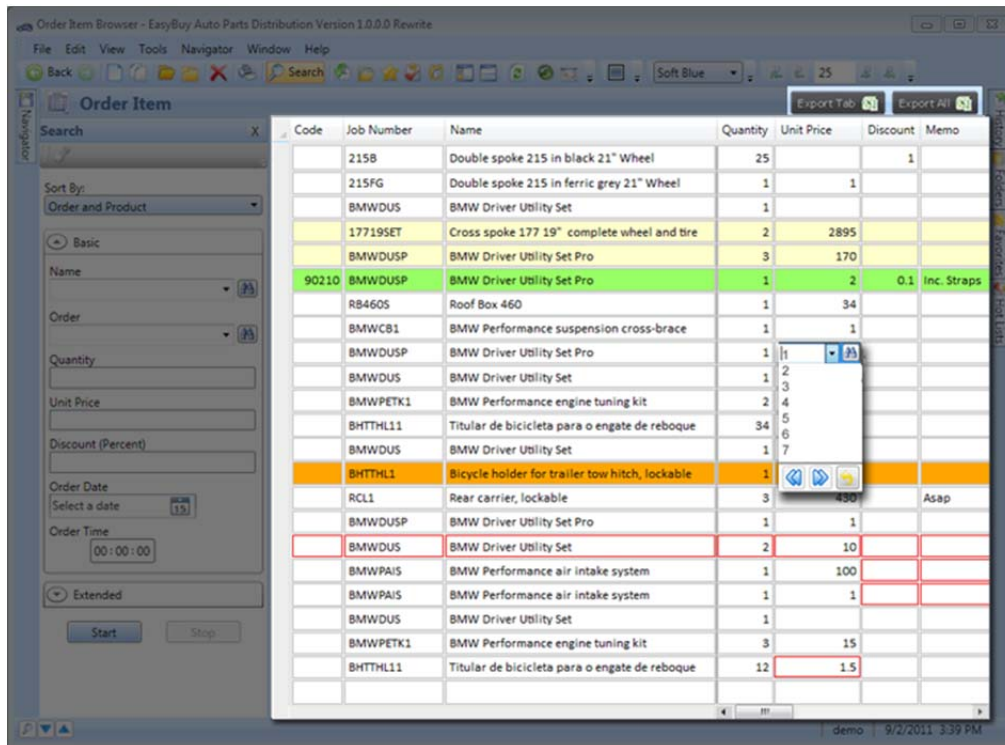 Order Item Browser - EasyBuy Auto Parts Distribution Version 1.0.0.0 Rewrite
File Edit View Tools Navigator Window Help
Back Search Soft Blue 25
Order Item Export Tab Export All
Navigator
History
Folders
Favorites
Hot Lists
Search X
Sort By:
Order and Product
Basic
Name
Order
Quantity
Unit Price
Discount (Percent)
Order Date
Select a date 15
Order Time
00:00:00
Extended
Start Stop
Code Job Number Name Quantity Unit Price Discount Memo
215B Double spoke 215 in black 21" Wheel 25 1
215FG Double spoke 215 in ferric grey 21" Wheel 1 1
BMWDUS BMW Driver Utility Set 1
17719SET Cross spoke 177 19" complete wheel and tire 2 2895
BMWDUSP BMW Driver Utility Set Pro 3 170
90210 BMWDUSP BMW Driver Utility Set Pro 1 2 0.1 Inc. Straps
RB460S Roof Box 460 1 34
BMWCB1 BMW Performance suspension cross-brace 1 1
BMWDUSP BMW Driver Utility Set Pro 1 1
BMWDUS BMW Driver Utility Set 1
BMWPETK1 BMW Performance engine tuning kit 2
BHTTHL11 Titular de bicicleta para o engate de reboque 34
BMWDUS BMW Driver Utility Set 1
2
3
4
5
6
7
BHTTHL1 Bicycle holder for trailer tow hitch, lockable 1
RCL1 Rear carrier, lockable 3 430 Asap
BMWDUSP BMW Driver Utility Set Pro 1 1
BMWDUS BMW Driver Utility Set 2 10
BMWPAIS BMW Performance air intake system 1 100
BMWPAIS BMW Performance air intake system 1 1
BMWDUS BMW Driver Utility Set 1
BMWPETK1 BMW Performance engine tuning kit 3 15
BHTTHL11 Titular de bicicleta para o engate de reboque 12 1.5
demo 9/2/2011 3:39 PM